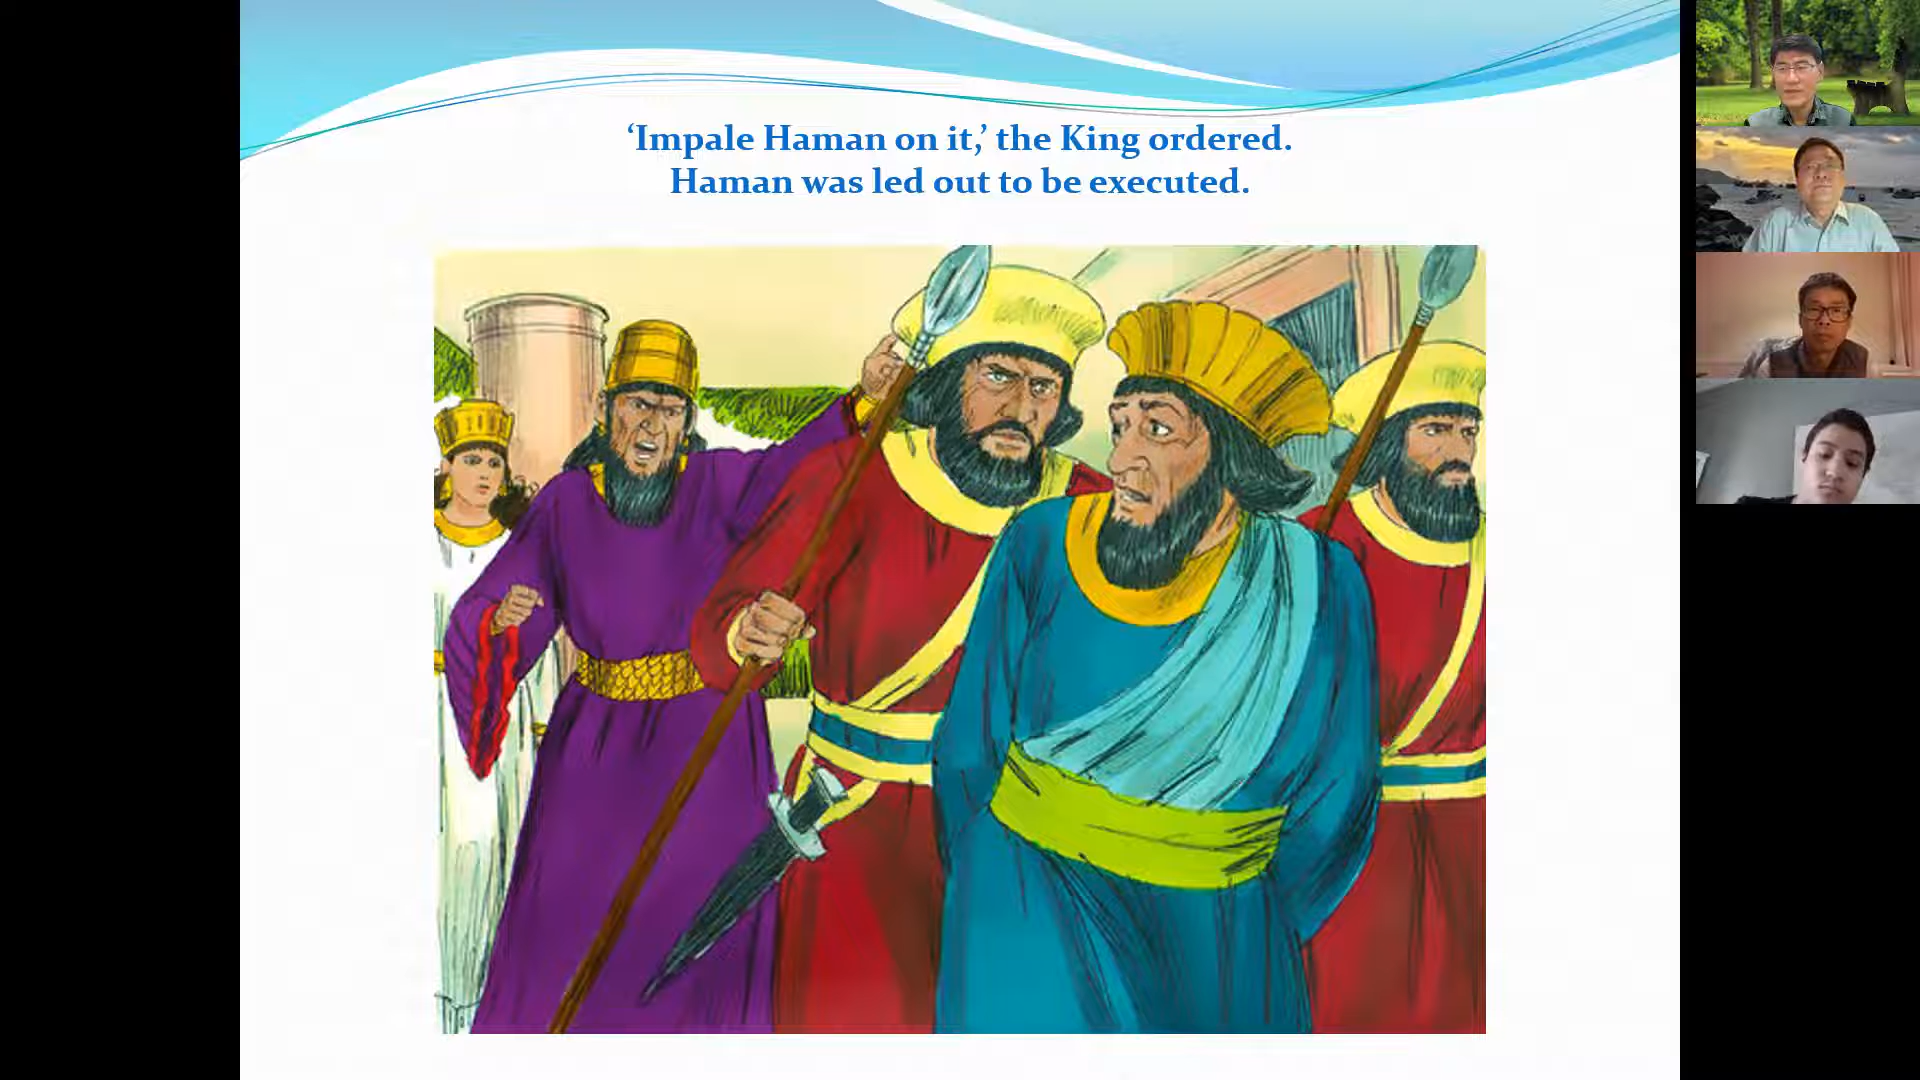 ‘Impale Haman on it,’ the King ordered.
Haman was led out to be executed.